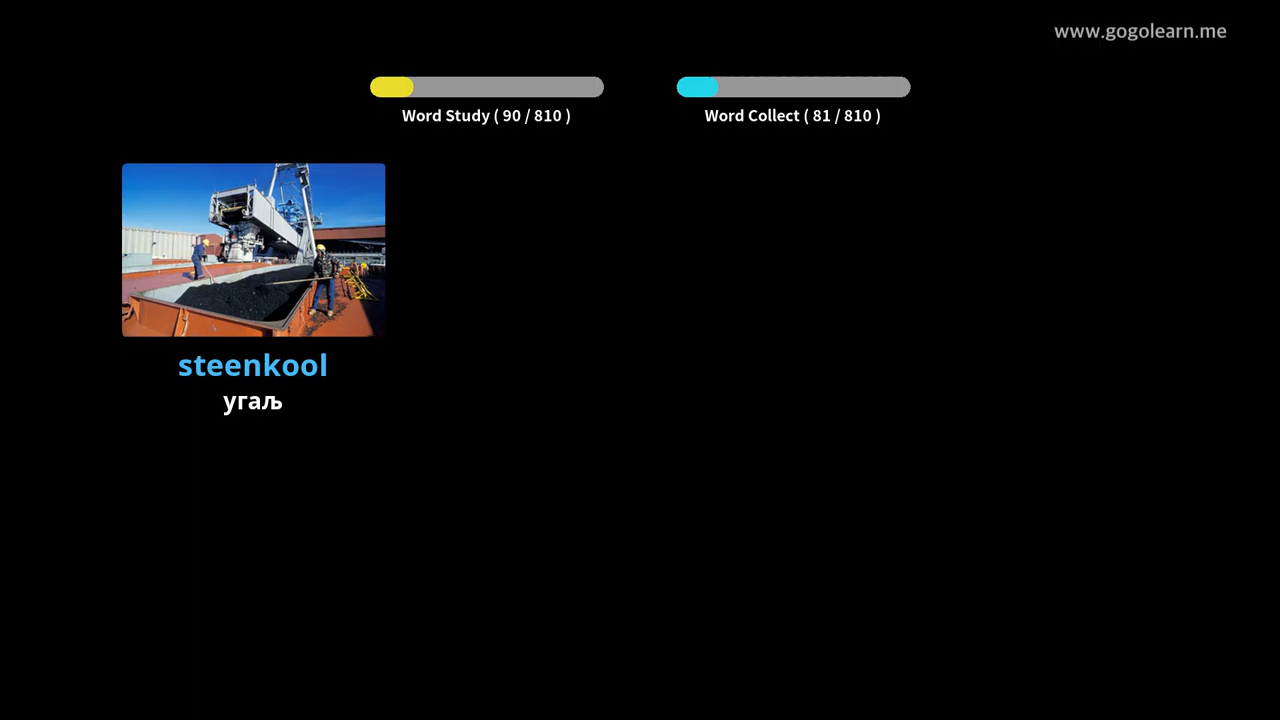 www.gogolearn.me
Word Study ( 90 / 810 )
Word Collect ( 81 / 810 )
steenkool
угаљ